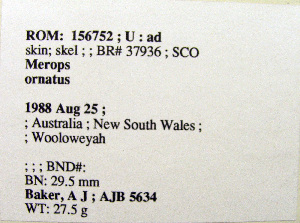 ROM: 156752 ; U : ad
skin; skel ; ; BR# 37936 ; SCO
Merops
ornatus
1988 Aug 25 ;
; Australia ; New South Wales ;
; Wooloweyah
; ; ; BND#:
BN: 29.5 mm
Baker, A J ; AJB 5634
WT: 27.5 g